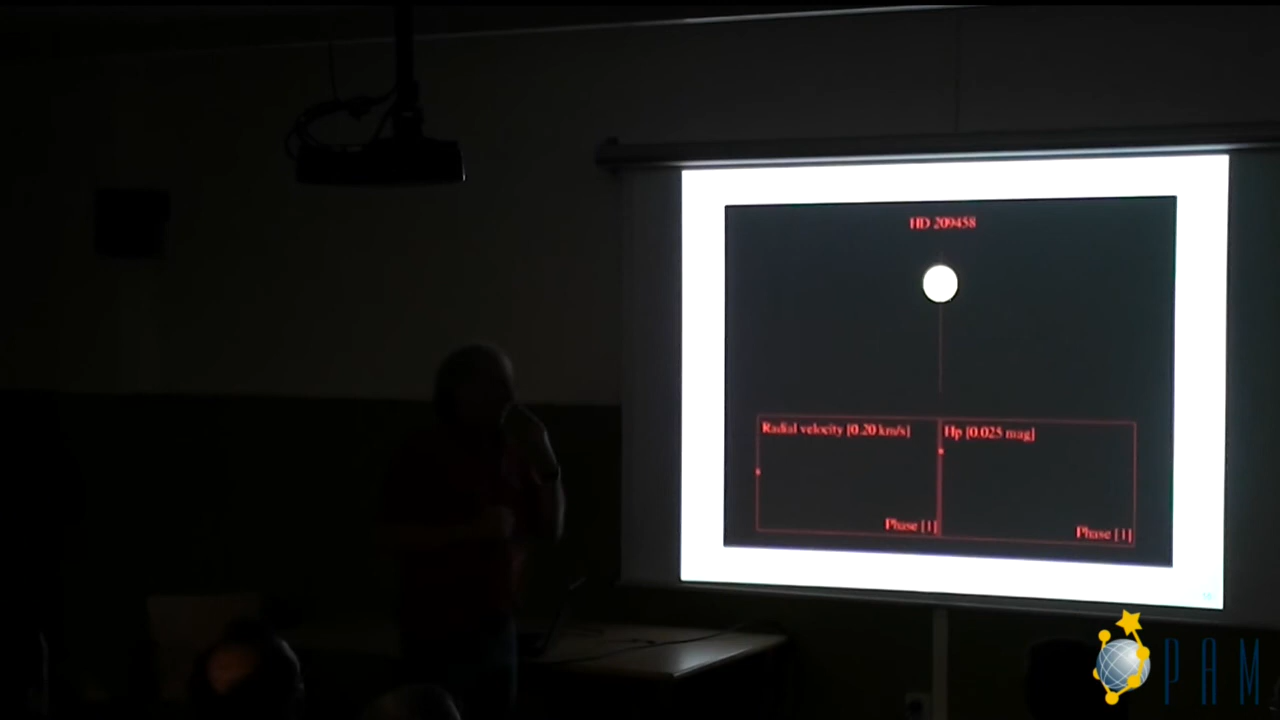 HD 209458
Radial velocity [0.20 km/s]
Hp [0.025 mag]
Phase [1]
Phase [1]
PAM